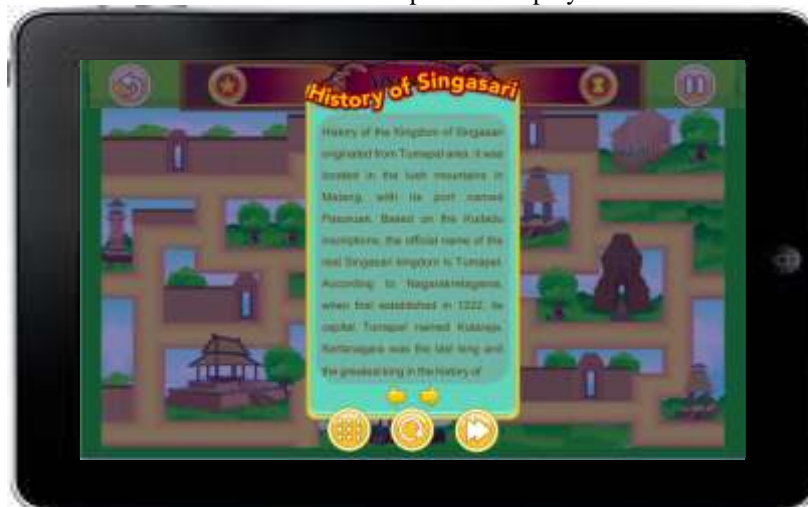 History of Singasari
History of the Kingdom of Singasari
originated from Tumapel area. It was
located in the lush mountains in
Malang, with its port named
Pasuruan. Based on the Kudadu
inscriptions, the official name of the
real Singasari kingdom is Tumapel.
According to Nagarakretagama,
when first established in 1222, its
capital Tumapel named Kutaraja.
Kertanagara was the last king and
the greatest king in the history of